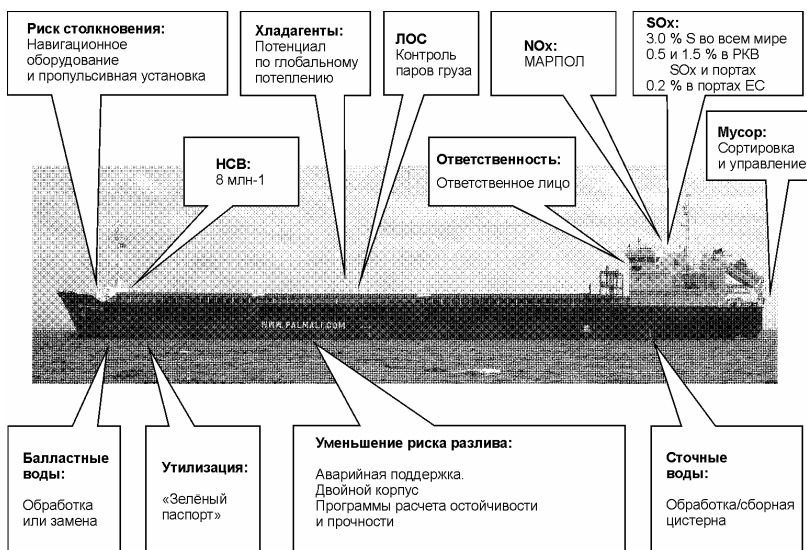 Риск столкновения:
Навигационное
оборудование
и пропульсивная установка
Хладагенты:
Потенциал
по глобальному
потеплению
ЛОС
Контроль
паров груза
NOx:
МАРПОЛ
SOx:
3.0 % S во всем мире
0.5 и 1.5 % в РКВ
SOx и портах
0.2 % в портах ЕС
Мусор:
Сортировка
и управление
НСВ:
8 млн-1
Ответственность:
Ответственное лицо
WWW.PALMALI.COM
Балластные
воды:
Обработка
или замена
Утилизация:
«Зелёный
паспорт»
Уменьшение риска разлива:
Аварийная поддержка.
Двойной корпус
Программы расчета остойчивости
и прочности
Сточные
воды:
Обработка/сборная
цистерна